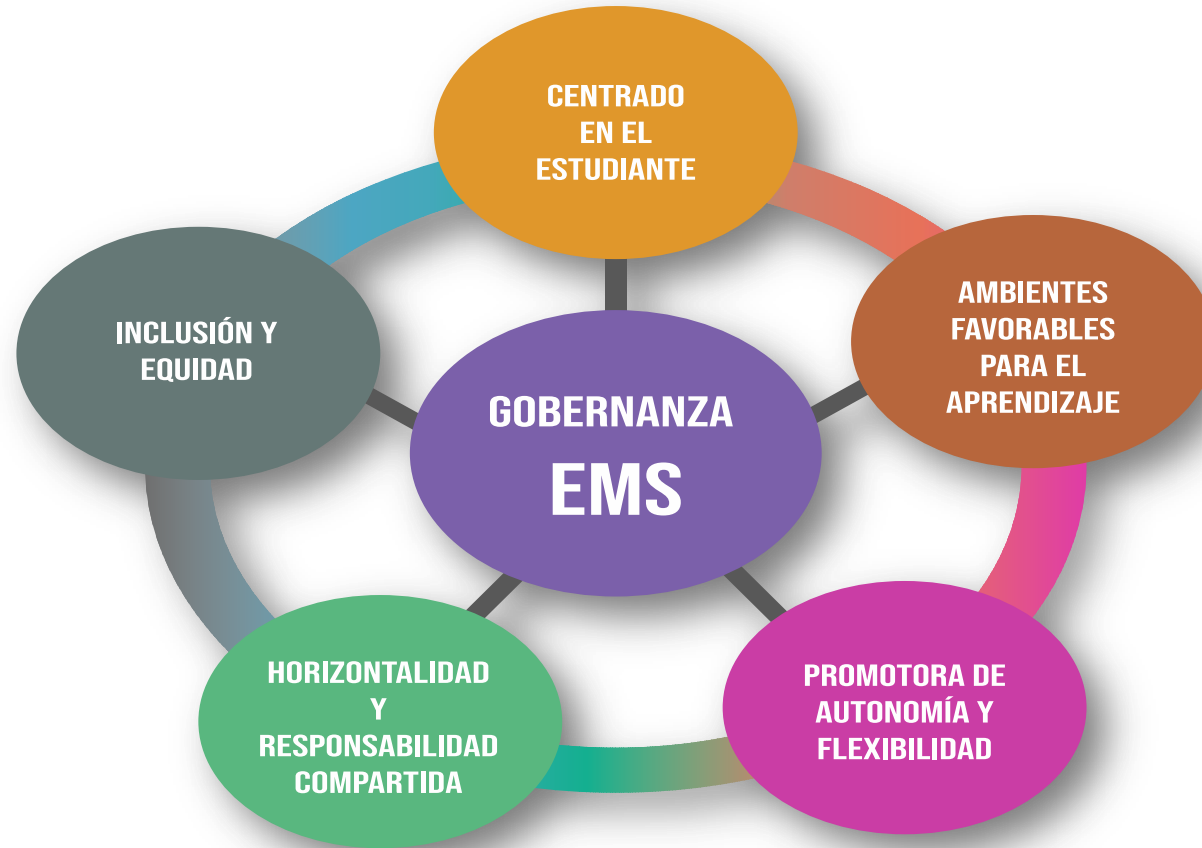 CENTRADO
EN EL
ESTUDIANTE
AMBIENTES
FAVORABLES
PARA EL
APRENDIZAJE
INCLUSIÓN Y
EQUIDAD
GOBERNANZA
EMS
HORIZONTALIDAD
Y
RESPONSABILIDAD
COMPARTIDA
PROMOTORA DE
AUTONOMÍA Y
FLEXIBILIDAD